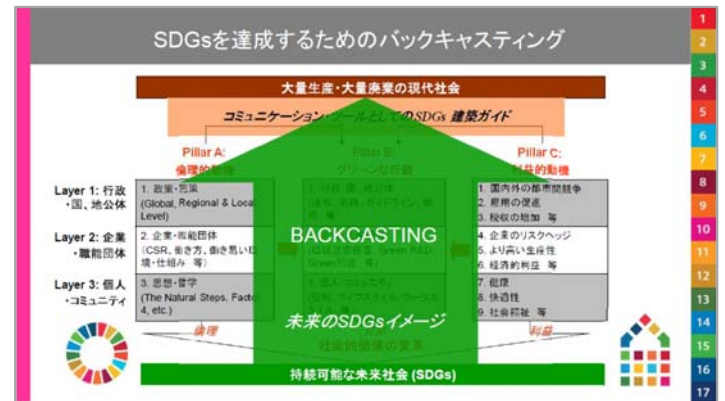 SDGsを達成するためのバックキャスティング
大量生産・大量廃棄の現代社会
コミュニケーション・ツールとしてのSDGs 建築ガイド
Pillar A:
倫理的動機
Pillar B:
グリーンな行動
Pillar C:
利益的動機
Layer 1: 行政
・国、地公体
1. 政策・施策
(Global, Regional & Local
Level)
1. 国内外の都市間競争
2. 雇用の促進
3. 税収の増加 等
Layer 2: 企業
・職能団体
2. 企業・職能団体
(CSR、働き方、働き易い環
境・仕組み 等)
BACKCASTING
4. 企業のリスクヘッジ
5. より高い生産性
6. 経済的利益 等
Layer 3: 個人
・コミュニティ
3. 思想・哲学
(The Natural Steps, Factor
4, etc.)
7. 健康
8. 快適性
9. 社会福祉 等
未来のSDGsイメージ
倫理
社会的価値の変革
利益
持続可能な未来社会 (SDGs)
1
2
3
4
5
6
7
8
9
10
11
12
13
14
15
16
17